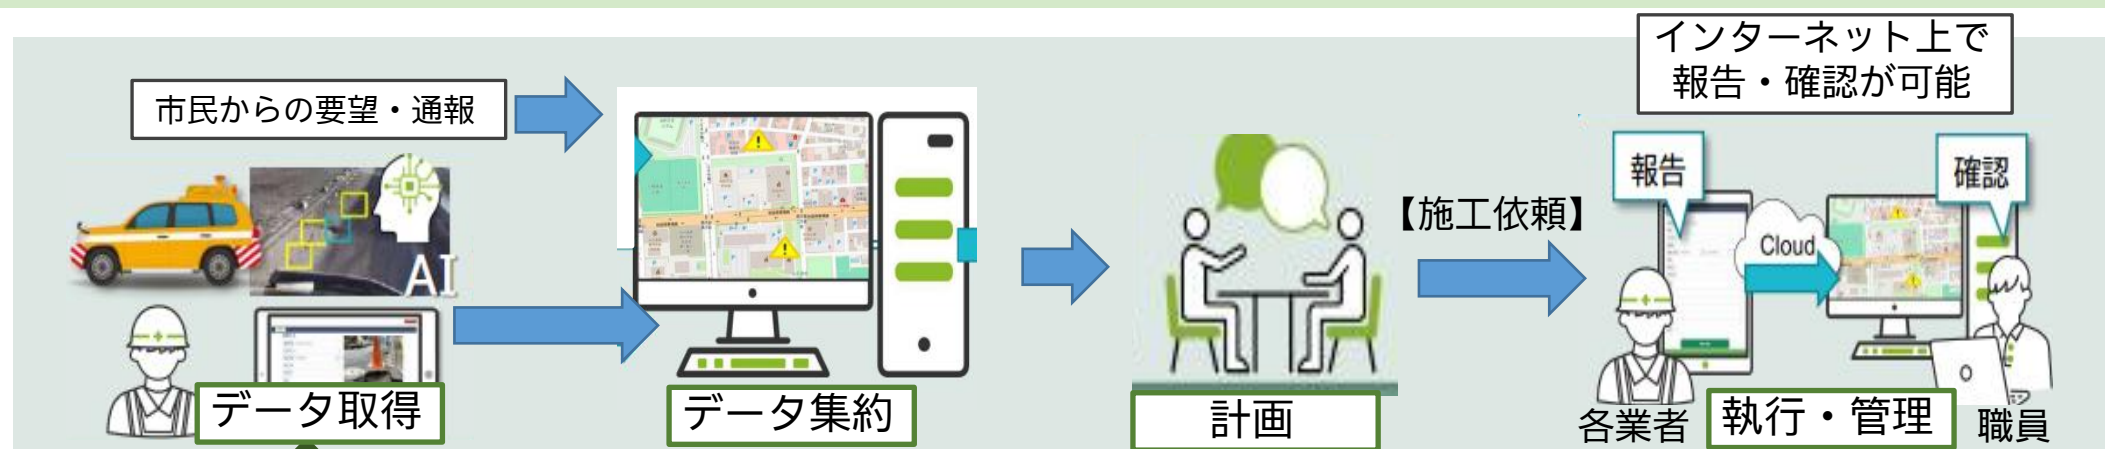 インターネット上で
報告・確認が可能
市民からの要望・通報
報告
確認
【施工依頼】
Cloud
AI
データ取得
データ集約
計画
各業者
執行・管理
職員